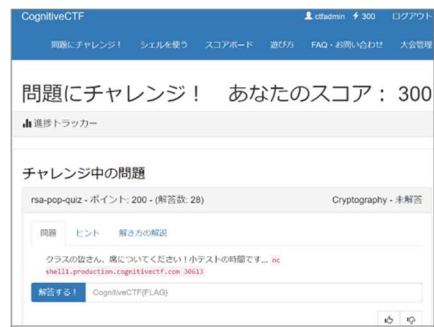 CognitiveCTF
ctfadmin 300 ログアウト
問題にチャレンジ! シェルを使う スコアボード 遊び方 FAQ・お問い合わせ 大会管理
問題にチャレンジ! あなたのスコア: 300
進捗トラッカー
チャレンジ中の問題
rsa-pop-quiz - ポイント: 200 - (解答数: 28) Cryptography - 未解答
問題 ヒント 解き方の解説
クラスの皆さん、席についてください!小テストの時間です... nc
shell1.production.cognitivectf.com 30613
解答する! CognitiveCTF{FLAG}